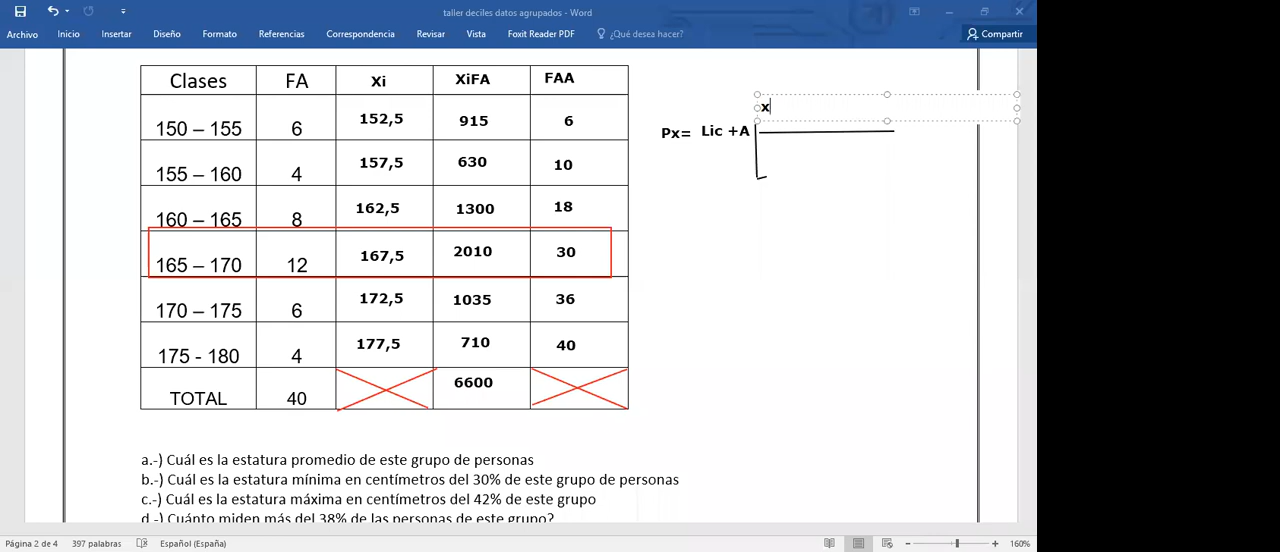 taller deciles datos agrupados - Word
Archivo Inicio Insertar Diseño Formato Referencias Correspondencia Revisar Vista Foxit Reader PDF ¿Qué desea hacer? Compartir
Clases FA Xi XiFA FAA
150 – 155 6 152,5 915 6
155 – 160 4 157,5 630 10
160 – 165 8 162,5 1300 18
165 – 170 12 167,5 2010 30
170 – 175 6 172,5 1035 36
175 - 180 4 177,5 710 40
TOTAL 40 6600
x
Px= Lic +A
a.-) Cuál es la estatura promedio de este grupo de personas
b.-) Cuál es la estatura mínima en centímetros del 30% de este grupo de personas
c.-) Cuál es la estatura máxima en centímetros del 42% de este grupo
d.-) Cuánto miden más del 38% de las personas de este grupo?
Página 2 de 4 397 palabras Español (España) 160%